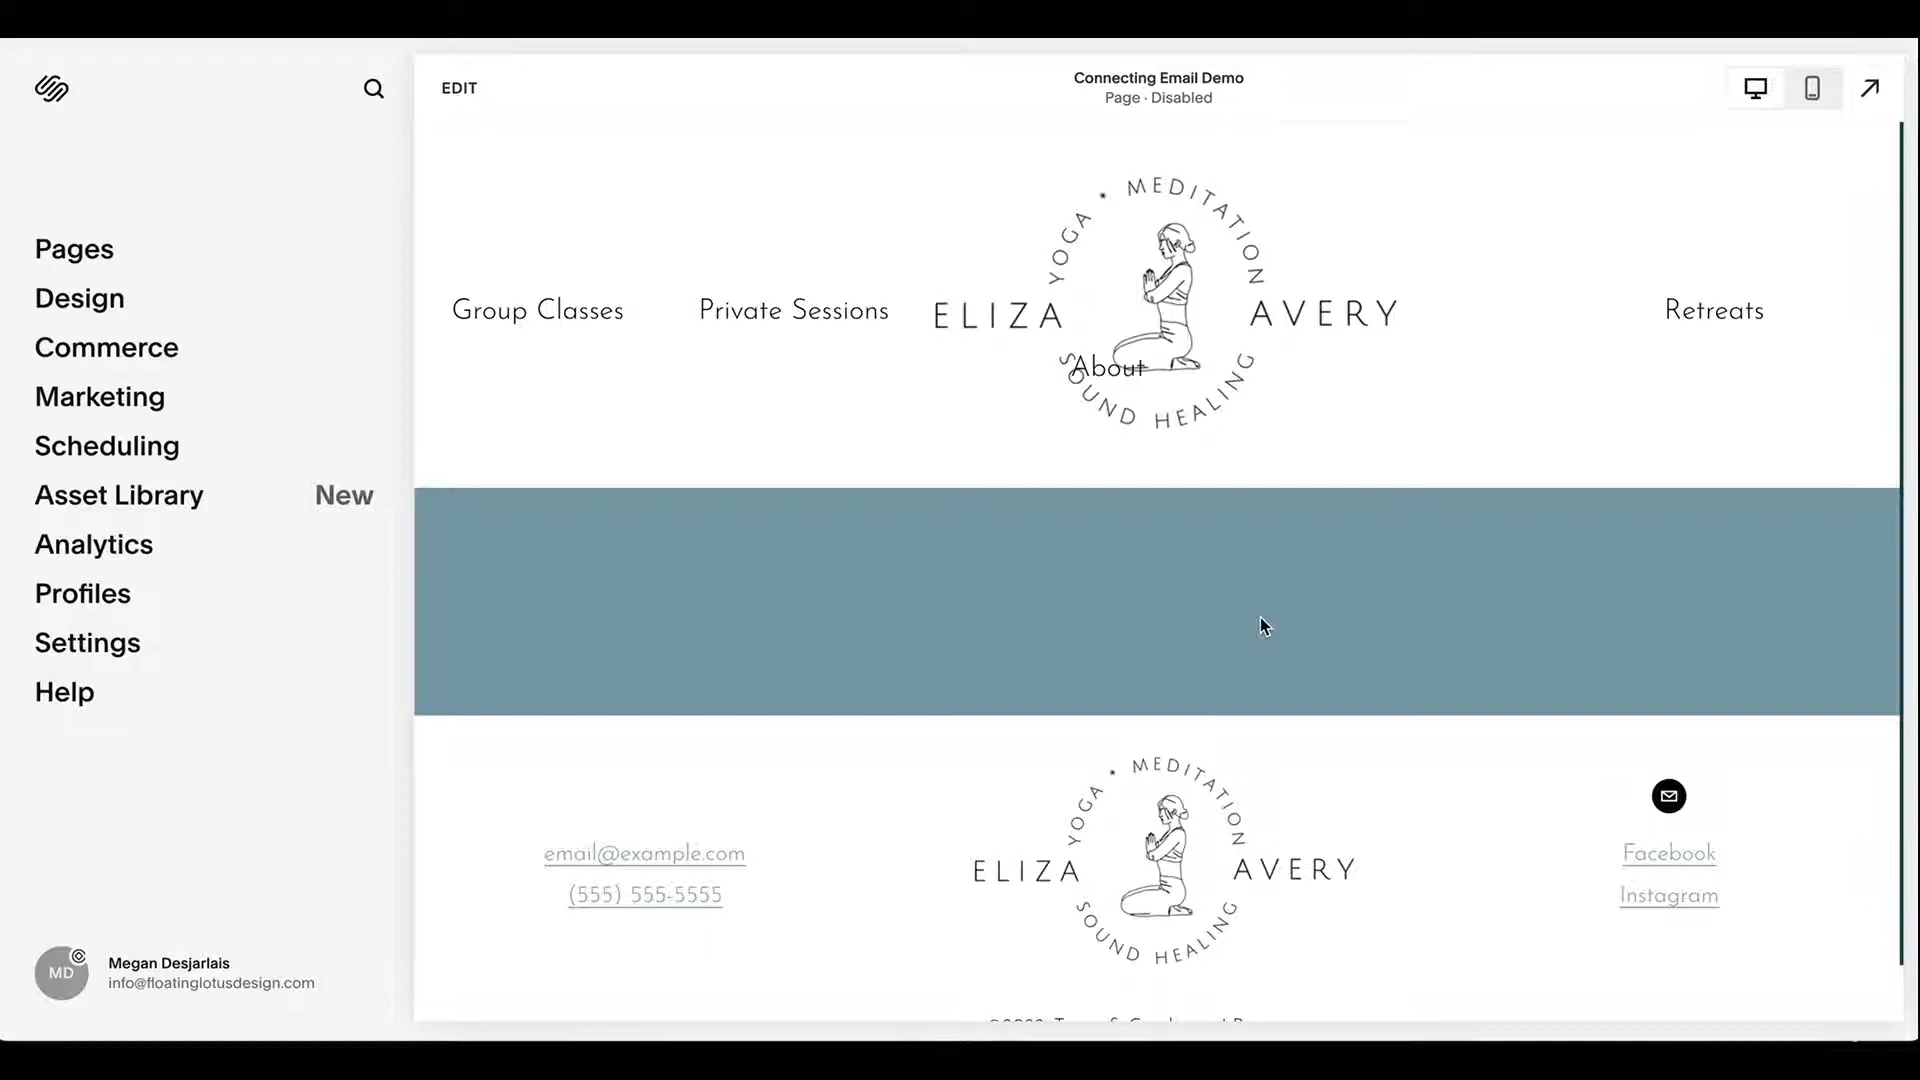 EDIT
Connecting Email Demo
Page · Disabled
Pages
Design
Commerce
Marketing
Scheduling
Asset Library New
Analytics
Profiles
Settings
Help
MD
Megan Desjarlais
info@floatinglotusdesign.com
YOGA • MEDITATION
Group Classes
Private Sessions
ELIZA AVERY
Retreats
About
SOUND HEALING
email@example.com
(555) 555-5555
YOGA • MEDITATION
ELIZA AVERY
SOUND HEALING
Facebook
Instagram